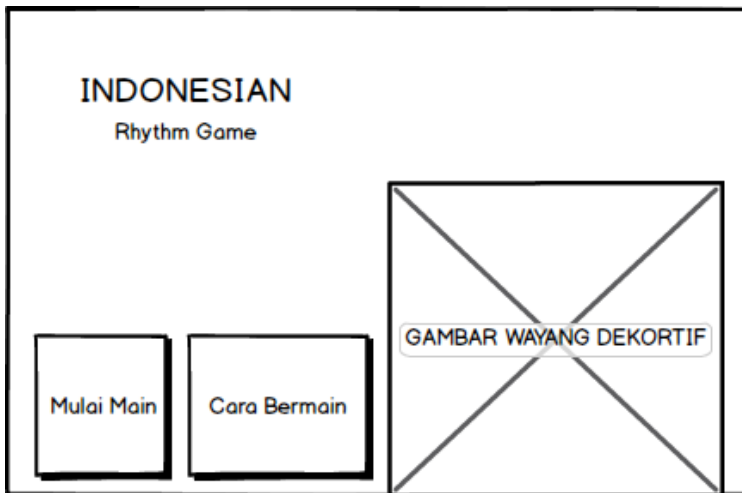 INDONESIAN
Rhythm Game
GAMBAR WAYANG DEKORTIF
Mulai Main
Cara Bermain